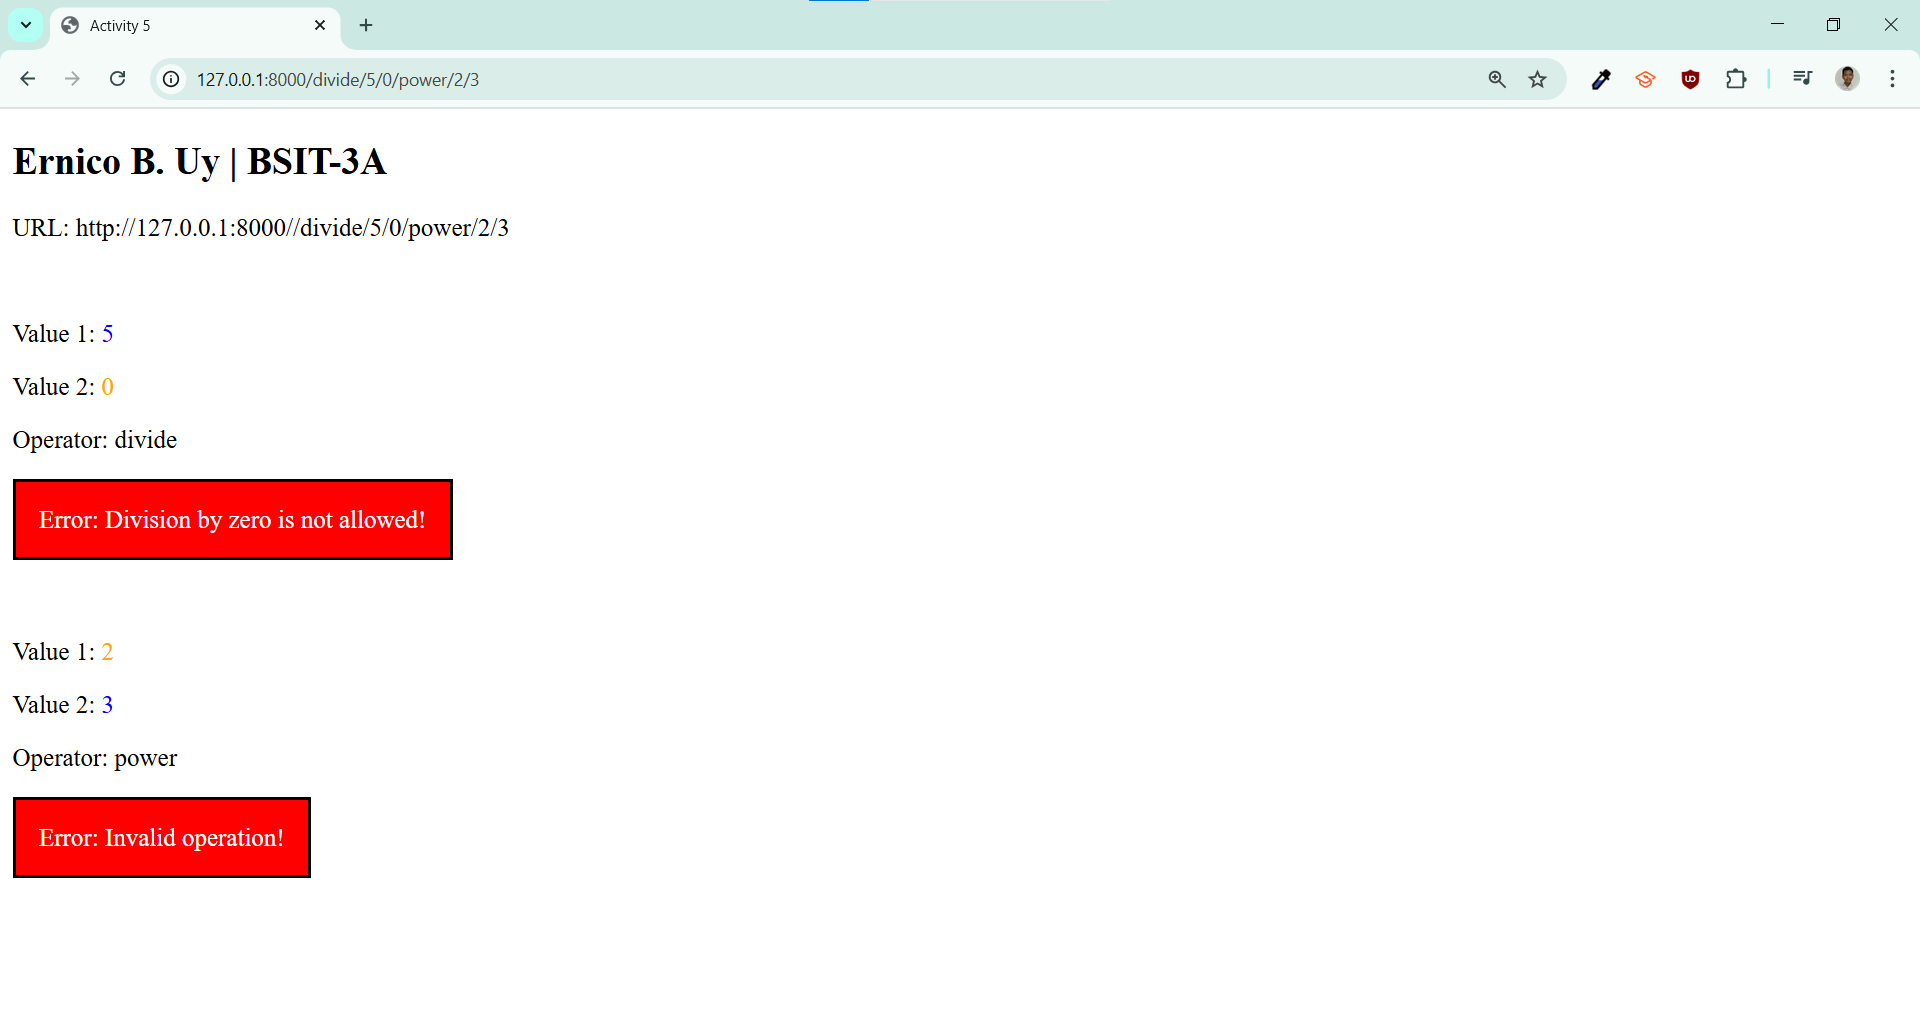 Activity 5
127.0.0.1:8000/divide/5/0/power/2/3
Ernico B. Uy | BSIT-3A
URL: http://127.0.0.1:8000//divide/5/0/power/2/3
Value 1: 5
Value 2: 0
Operator: divide
Error: Division by zero is not allowed!
Value 1: 2
Value 2: 3
Operator: power
Error: Invalid operation!